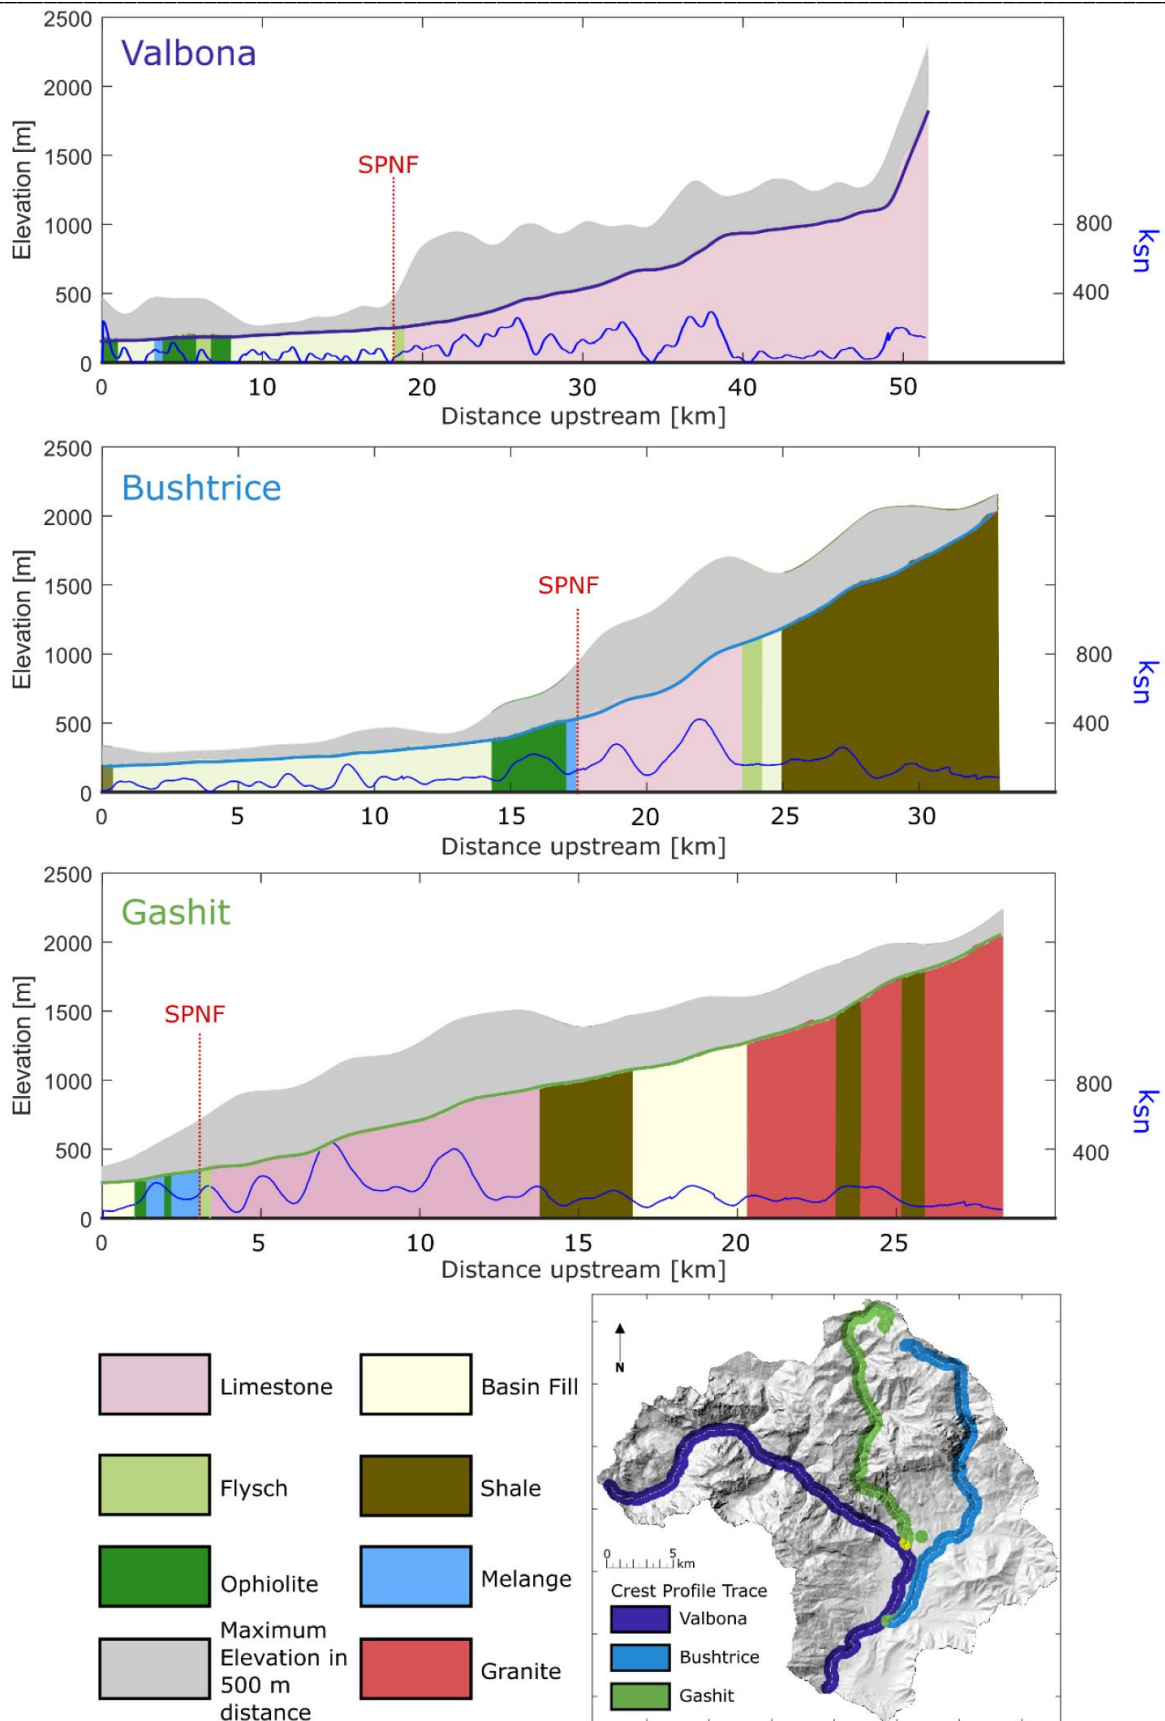 Valbona
Elevation [m]
2500
2000
1500
1000
500
0
SPNF
800
400
ksn
0 10 20 30 40 50
Distance upstream [km]
Bushtrice
Elevation [m]
2500
2000
1500
1000
500
0
SPNF
800
400
ksn
0 5 10 15 20 25 30
Distance upstream [km]
Gashit
Elevation [m]
2500
2000
1500
1000
500
0
SPNF
800
400
ksn
0 5 10 15 20 25
Distance upstream [km]
Limestone
Basin Fill
Flysch
Shale
Ophiolite
Melange
Maximum
Elevation in
500 m
distance
Granite
N
0 5
km
Crest Profile Trace
Valbona
Bushtrice
Gashit